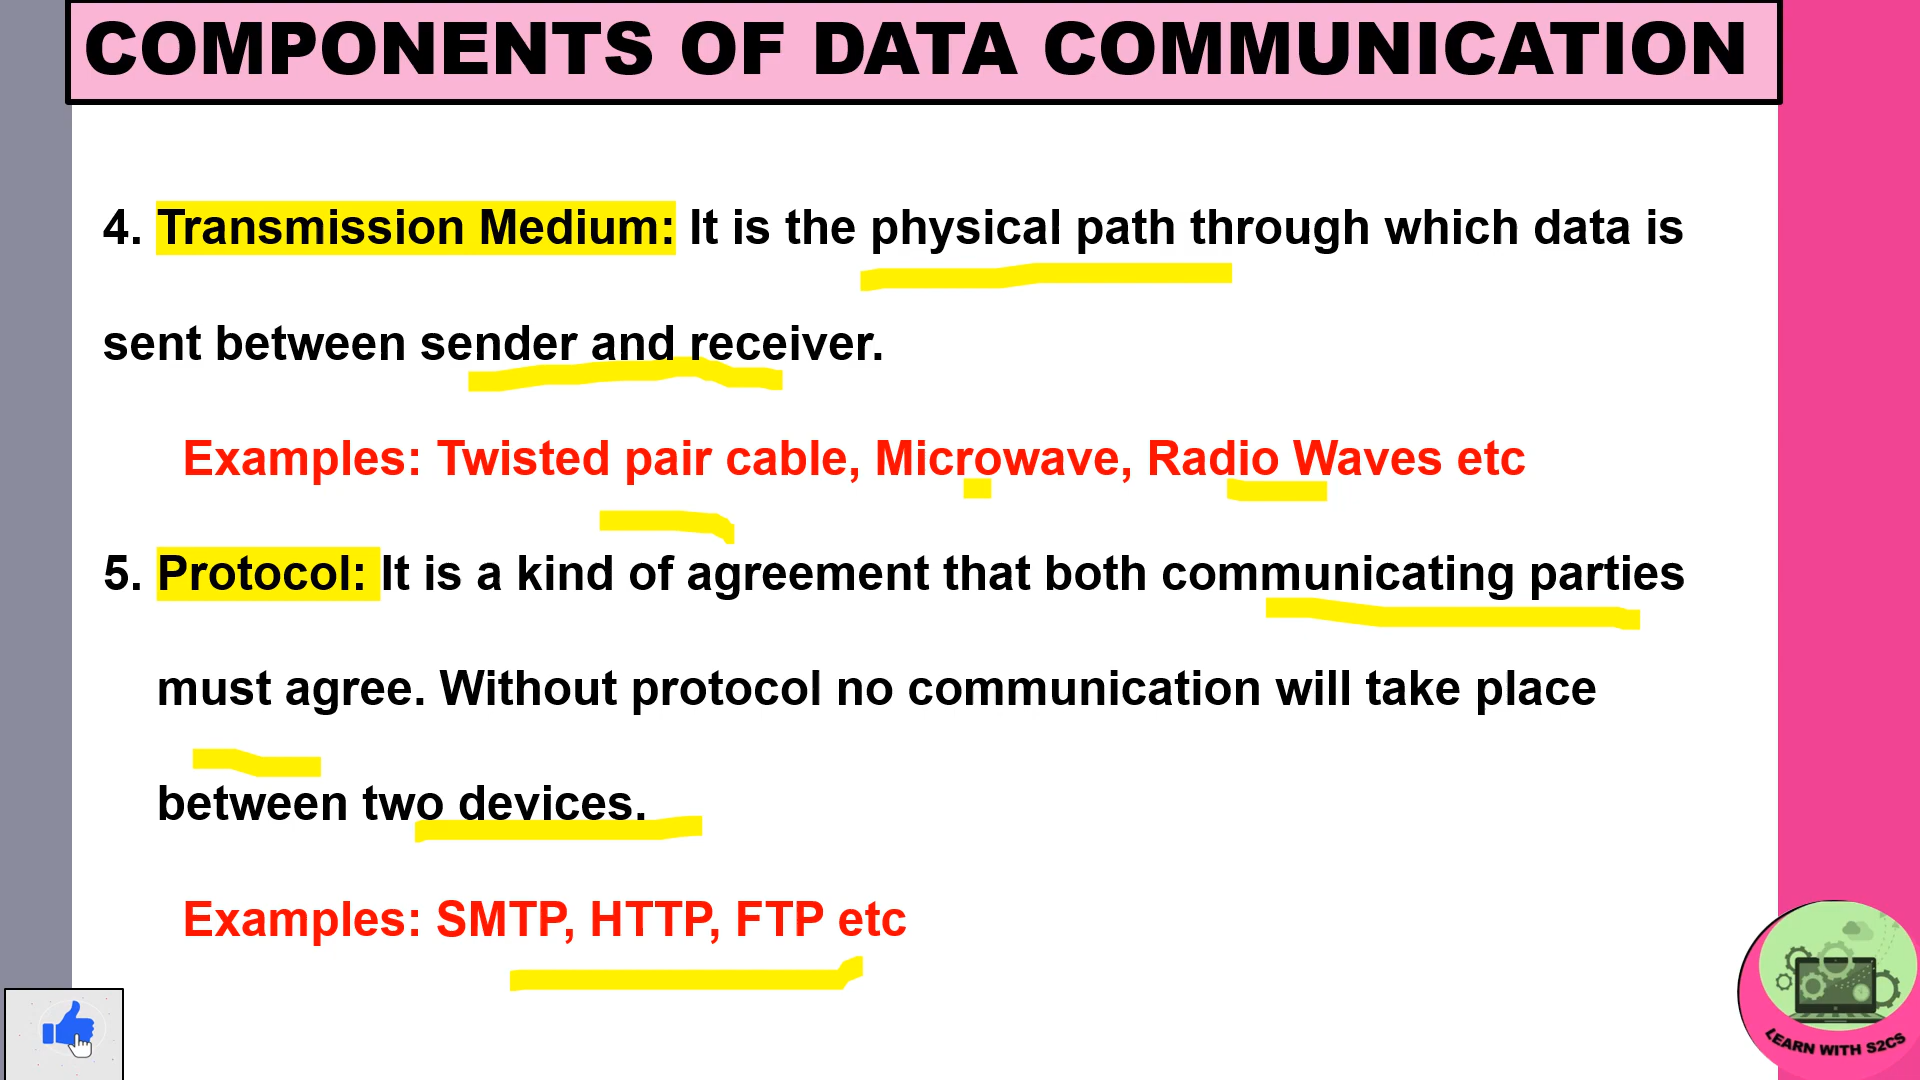 COMPONENTS OF DATA COMMUNICATION
4. Transmission Medium: It is the physical path through which data is
sent between sender and receiver.
Examples: Twisted pair cable, Microwave, Radio Waves etc
5. Protocol: It is a kind of agreement that both communicating parties
must agree. Without protocol no communication will take place
between two devices.
Examples: SMTP, HTTP, FTP etc
LEARN WITH S2CS